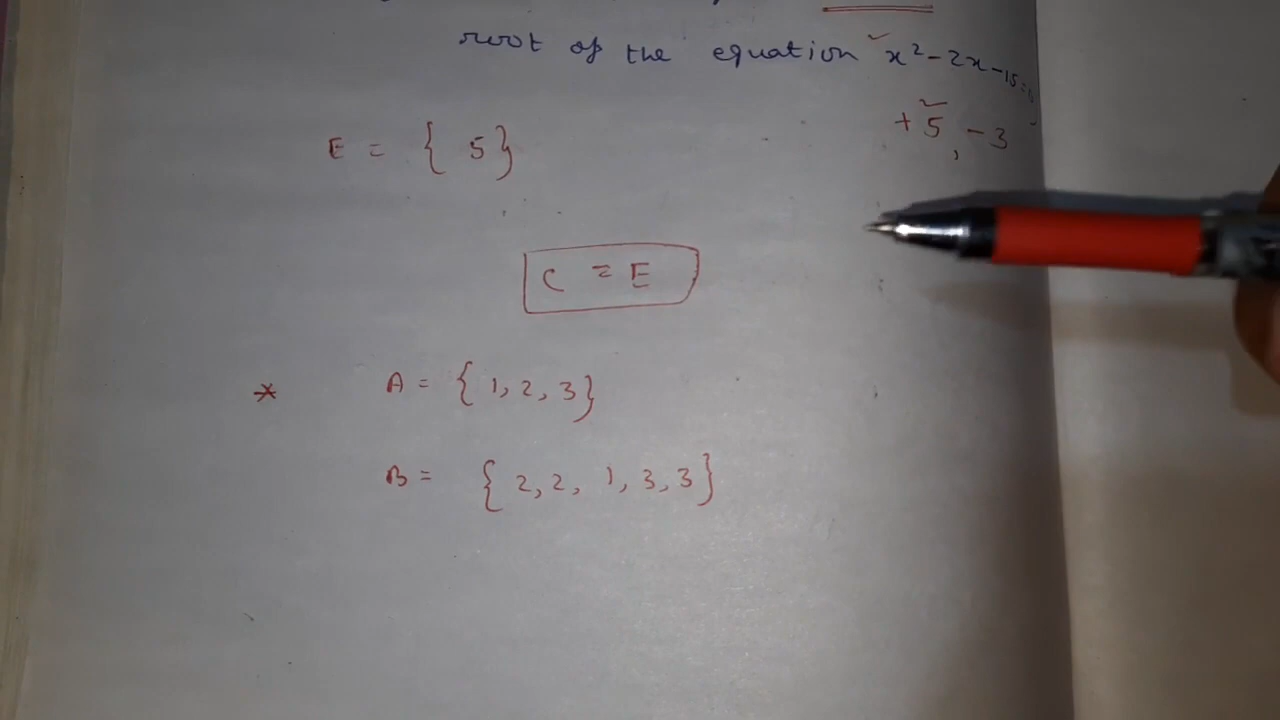 root of the equation x² - 2x - 15 = 0}
+5, -3
E = { 5}
C = E
* A = { 1, 2, 3}
B = { 2, 2, 1, 3, 3}